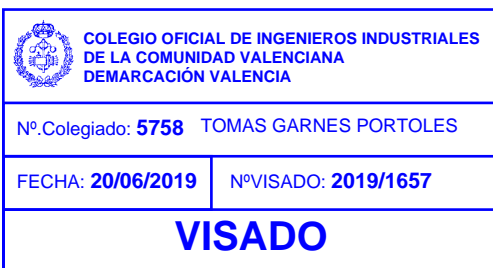 COLEGIO OFICIAL DE INGENIEROS INDUSTRIALES
DE LA COMUNIDAD VALENCIANA
DEMARCACIÓN VALENCIA
Nº.Colegiado: 5758 TOMAS GARNES PORTOLES
FECHA: 20/06/2019 NºVISADO: 2019/1657
VISADO